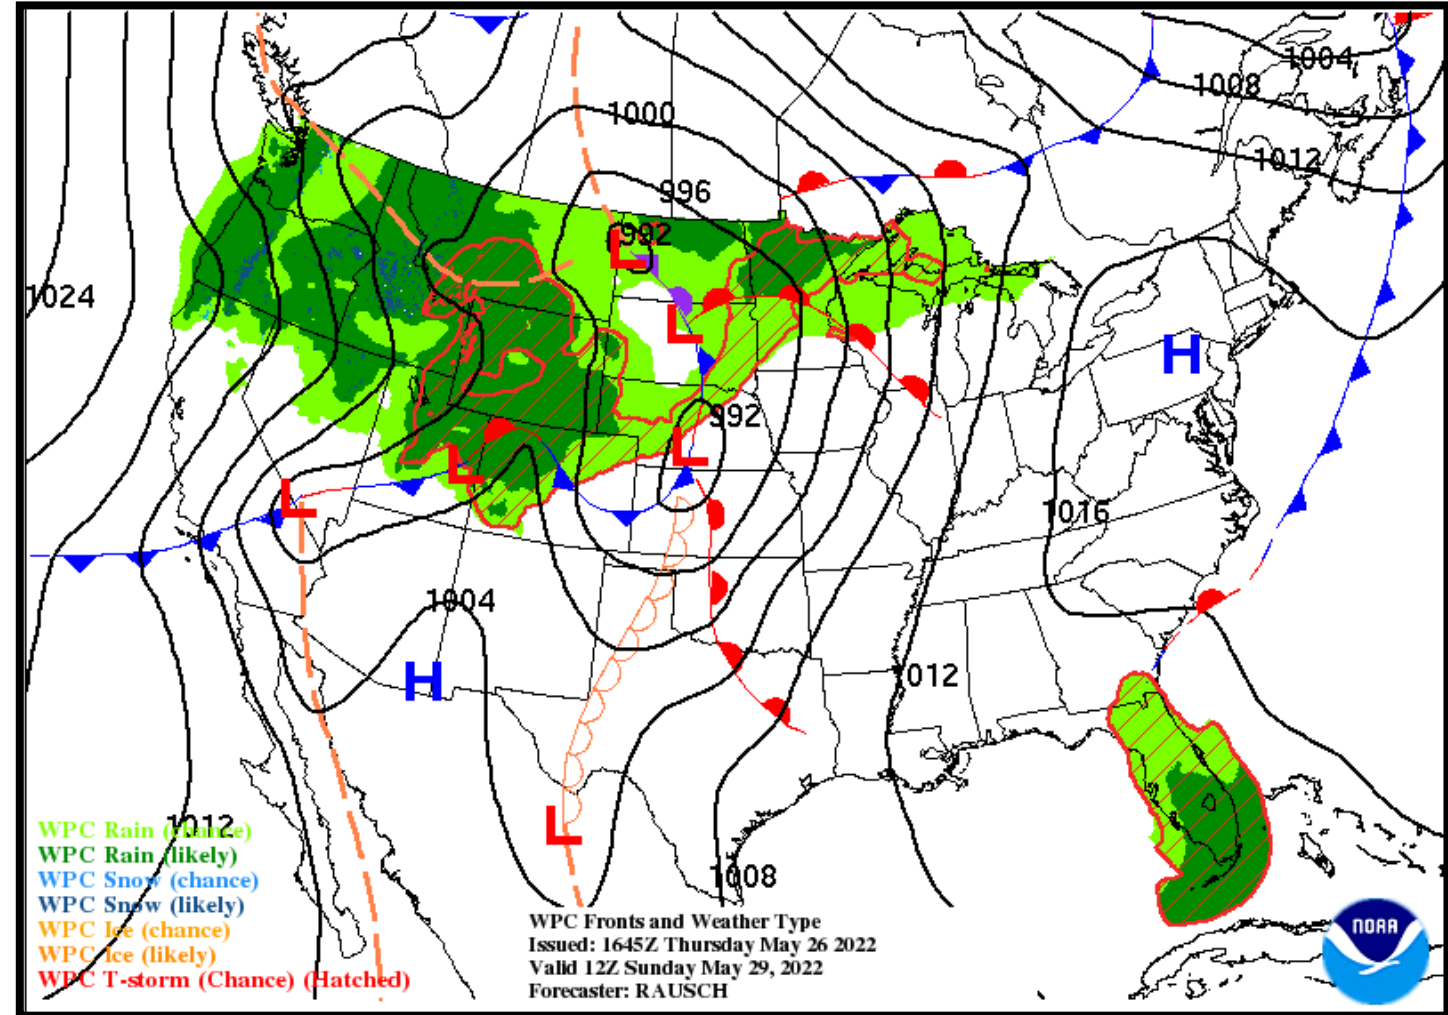 1004
1008
1000
1012
996
992
1024
992
L
L
H
L
L
L
1016
1004
H
1012
L
1012
1008
WPC Rain (chance)
WPC Rain (likely)
WPC Snow (chance)
WPC Snow (likely)
WPC Ice (chance)
WPC Ice (likely)
WPC T-storm (Chance) (Hatched)
WPC Fronts and Weather Type
Issued: 1645Z Thursday May 26 2022
Valid 12Z Sunday May 29, 2022
Forecaster: RAUSCH
NOAA